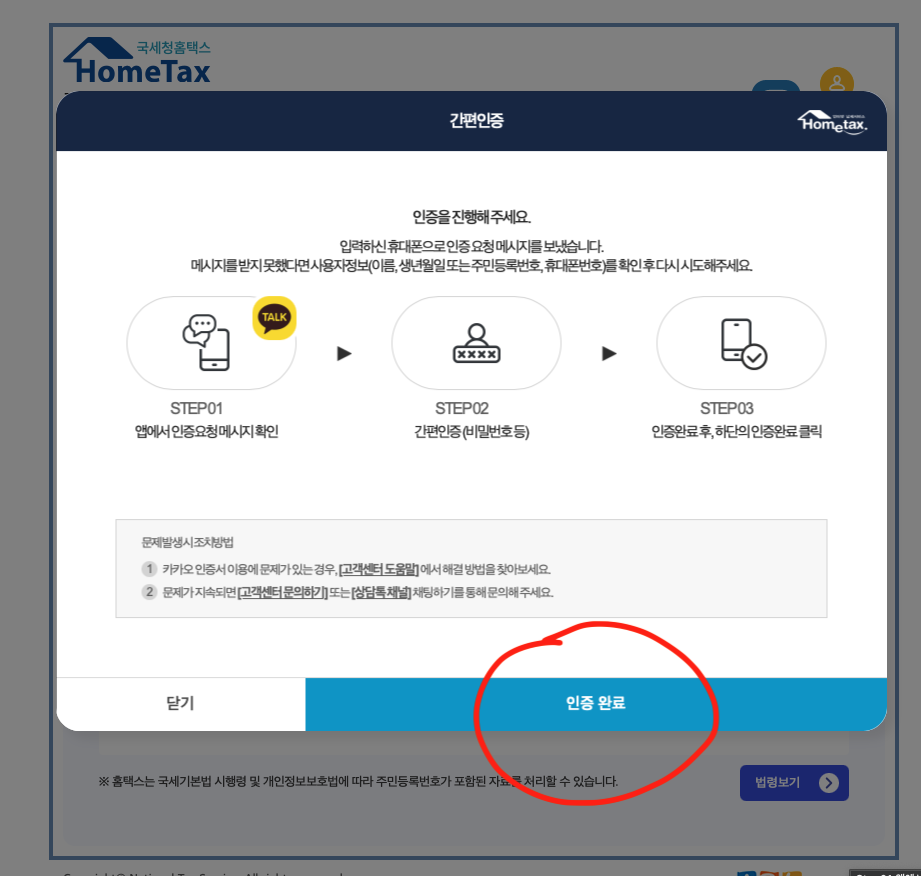 국세청홈택스
HomeTax
간편인증
Hometax.
인증을 진행해 주세요.
입력하신 휴대폰으로 인증 요청 메시지를 보냈습니다.
메시지를 받지 못했다면 사용자정보(이름, 생년월일 또는 주민등록번호, 휴대폰번호)를 확인 후 다시 시도해주세요.
TALK
xxxx
STEP01
STEP02
STEP03
앱에서 인증요청 메시지 확인
간편인증 (비밀번호 등)
인증완료 후, 하단의 인증완료 클릭
문제발생 시 조치방법
1 카카오 인증서 이용에 문제가 있는 경우, [고객센터 도움말] 에서 해결 방법을 찾아보세요.
2 문제가 지속되면 [고객센터 문의하기] 또는 [상담톡 채널] 채팅하기를 통해 문의해 주세요.
닫기
인증 완료
※ 홈택스는 국세기본법 시행령 및 개인정보보호법에 따라 주민등록번호가 포함된 자료를 처리할 수 있습니다.
법령보기